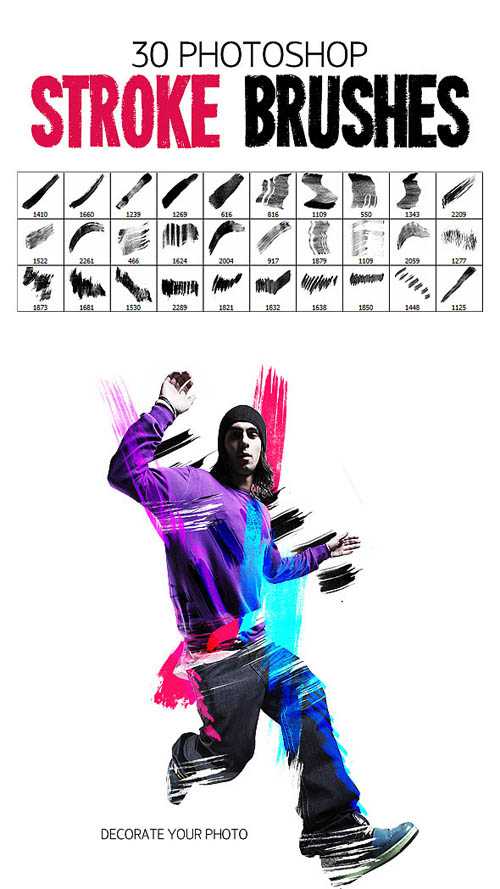 30 PHOTOSHOP
STROKE BRUSHES
1410 1660 1239 1269 616 816 1109 550 1343 2209
1522 2261 466 1624 2004 917 1879 1109 2059 1277
1873 1681 1530 2289 1821 1832 1638 1850 1448 1125
DECORATE YOUR PHOTO